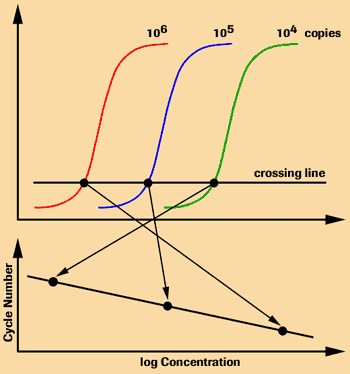 10⁶ 10⁵ 10⁴ copies
crossing line
Cycle Number
log Concentration